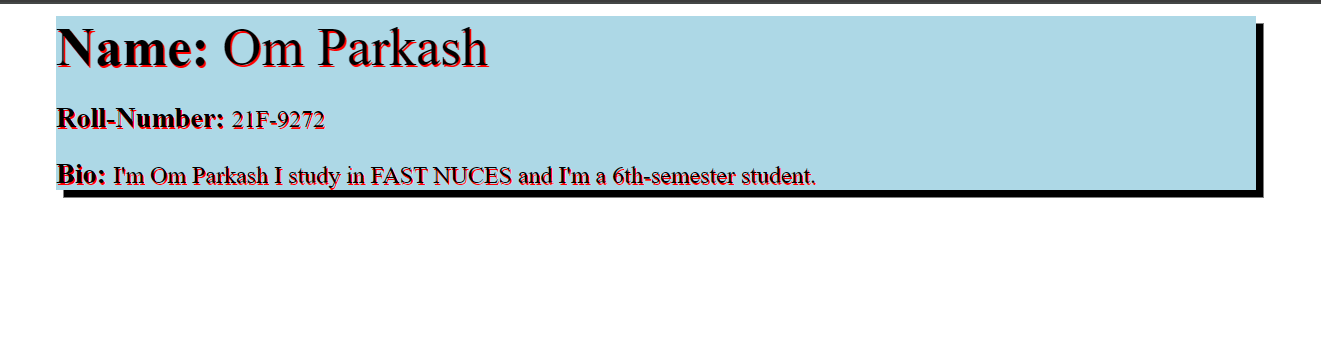 Name: Om Parkash
Roll-Number: 21F-9272
Bio: I'm Om Parkash I study in FAST NUCES and I'm a 6th-semester student.